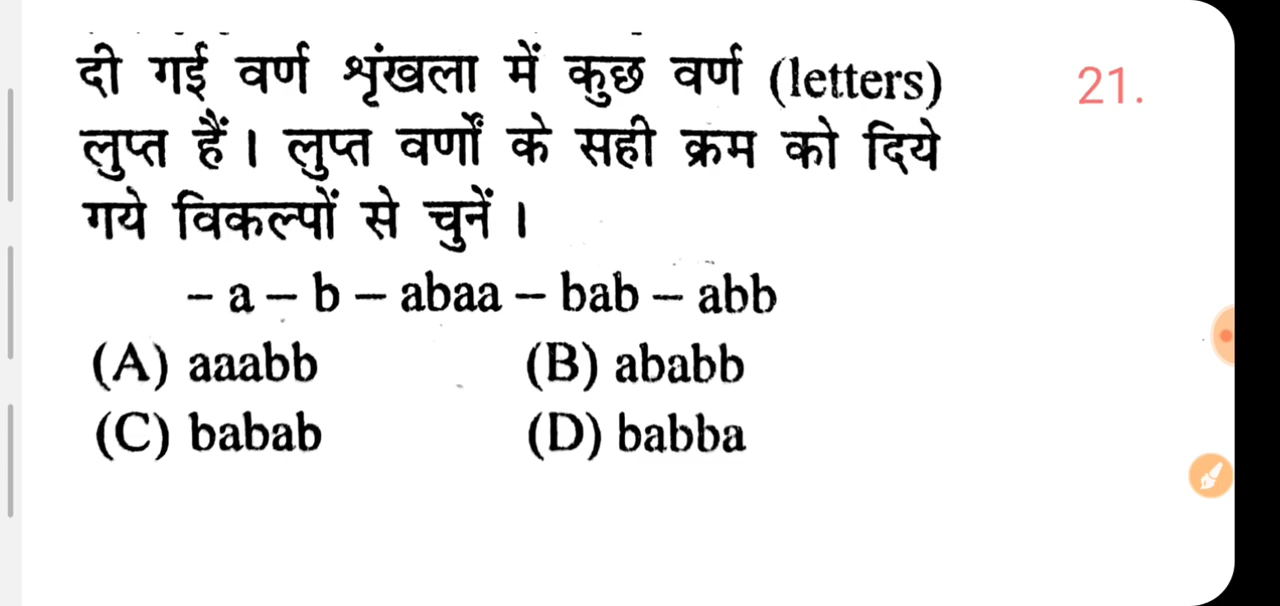 दी गई वर्ण शृंखला में कुछ वर्ण (letters)
लुप्त हैं। लुप्त वर्णों के सही क्रम को दिये
गये विकल्पों से चुनें।
– a – b – abaa – bab – abb
(A) aaabb (B) ababb
(C) babab (D) babba
21.